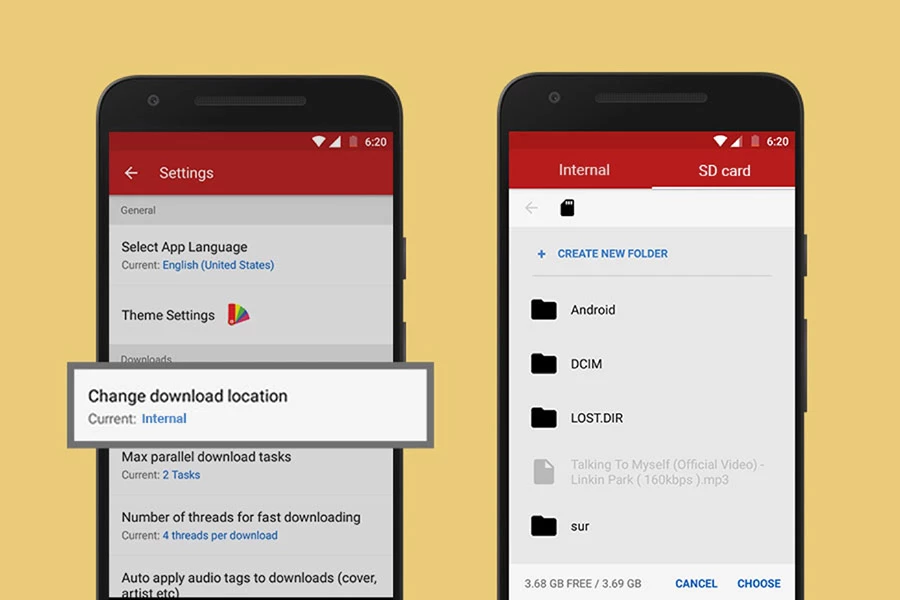 6:20
Settings
General
Select App Language
Current: English (United States)
Theme Settings
Downloads
Change download location
Current: Internal
Max parallel download tasks
Current: 2 Tasks
Number of threads for fast downloading
Current: 4 threads per download
Auto apply audio tags to downloads (cover,
artist etc)
6:20
Internal
SD card
+ CREATE NEW FOLDER
Android
DCIM
LOST.DIR
Talking To Myself (Official Video) -
Linkin Park ( 160kbps ).mp3
sur
3.68 GB FREE / 3.69 GB
CANCEL
CHOOSE